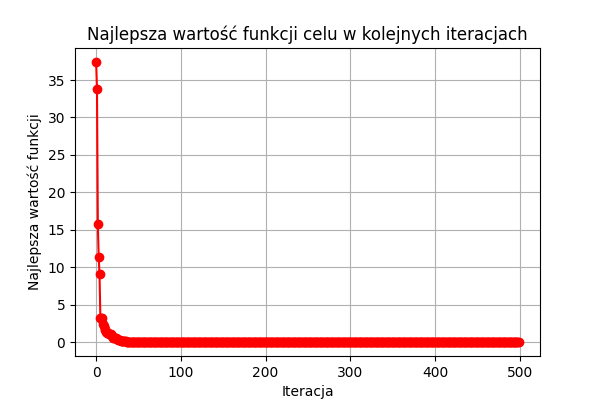 Najlepsza wartość funkcji celu w kolejnych iteracjach
Najlepsza wartość funkcji
35
30
25
20
15
10
5
0
0 100 200 300 400 500
Iteracja